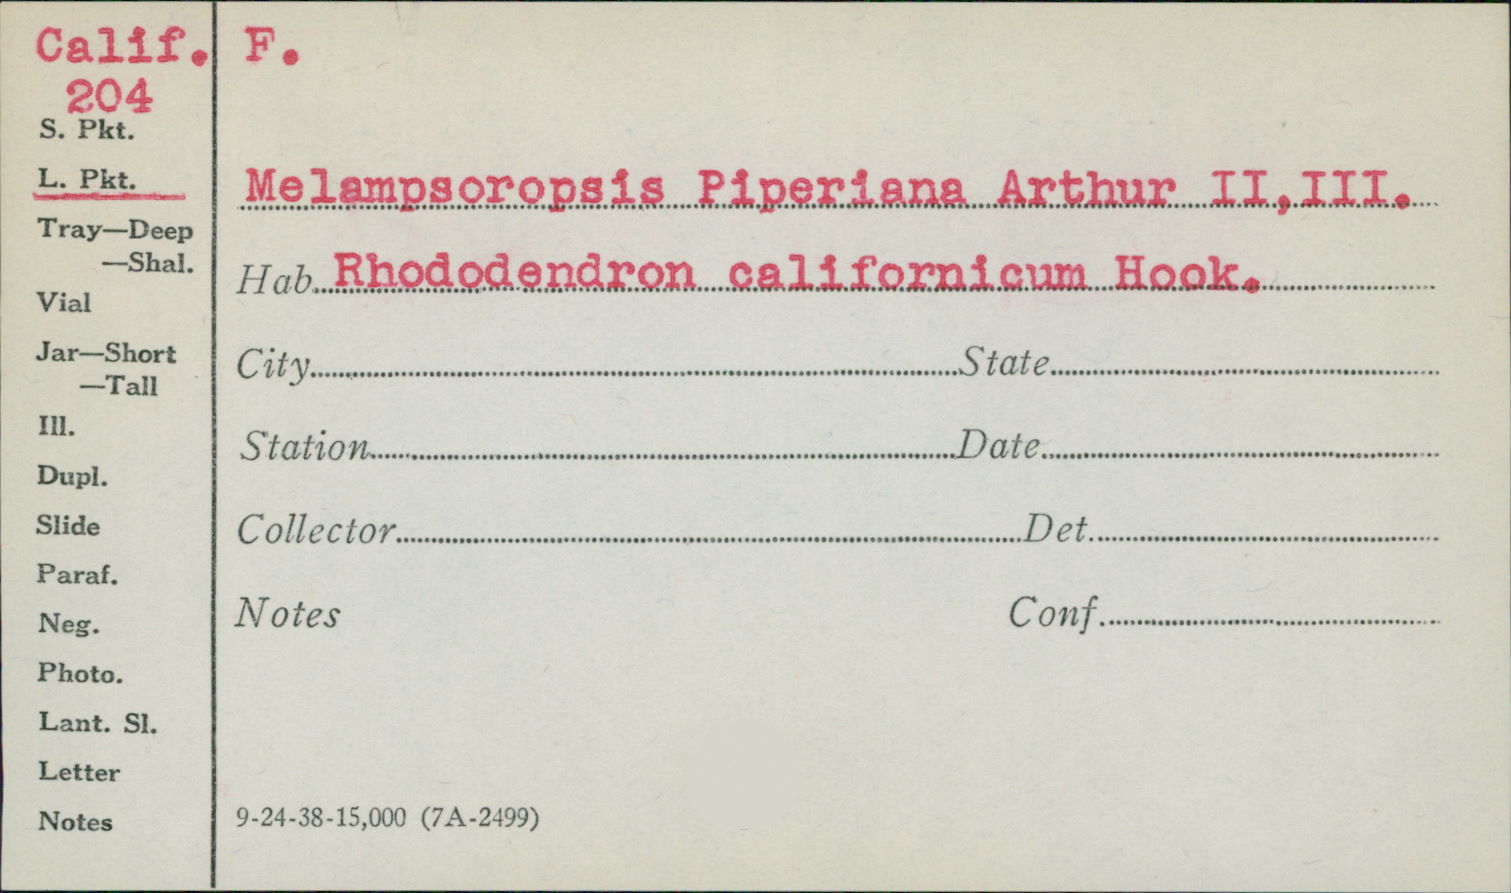 Calif. F.
204
S. Pkt.
L. Pkt.
Melampsoropsis Piperiana Arthur II,III.
Tray—Deep
—Shal.
Hab. Rhododendron californicum Hook.
Vial
Jar—Short
—Tall
City State
Ill.
Station Date
Dupl.
Slide
Collector Det.
Paraf.
Neg.
Notes Conf.
Photo.
Lant. Sl.
Letter
Notes
9-24-38-15,000 (7A-2499)